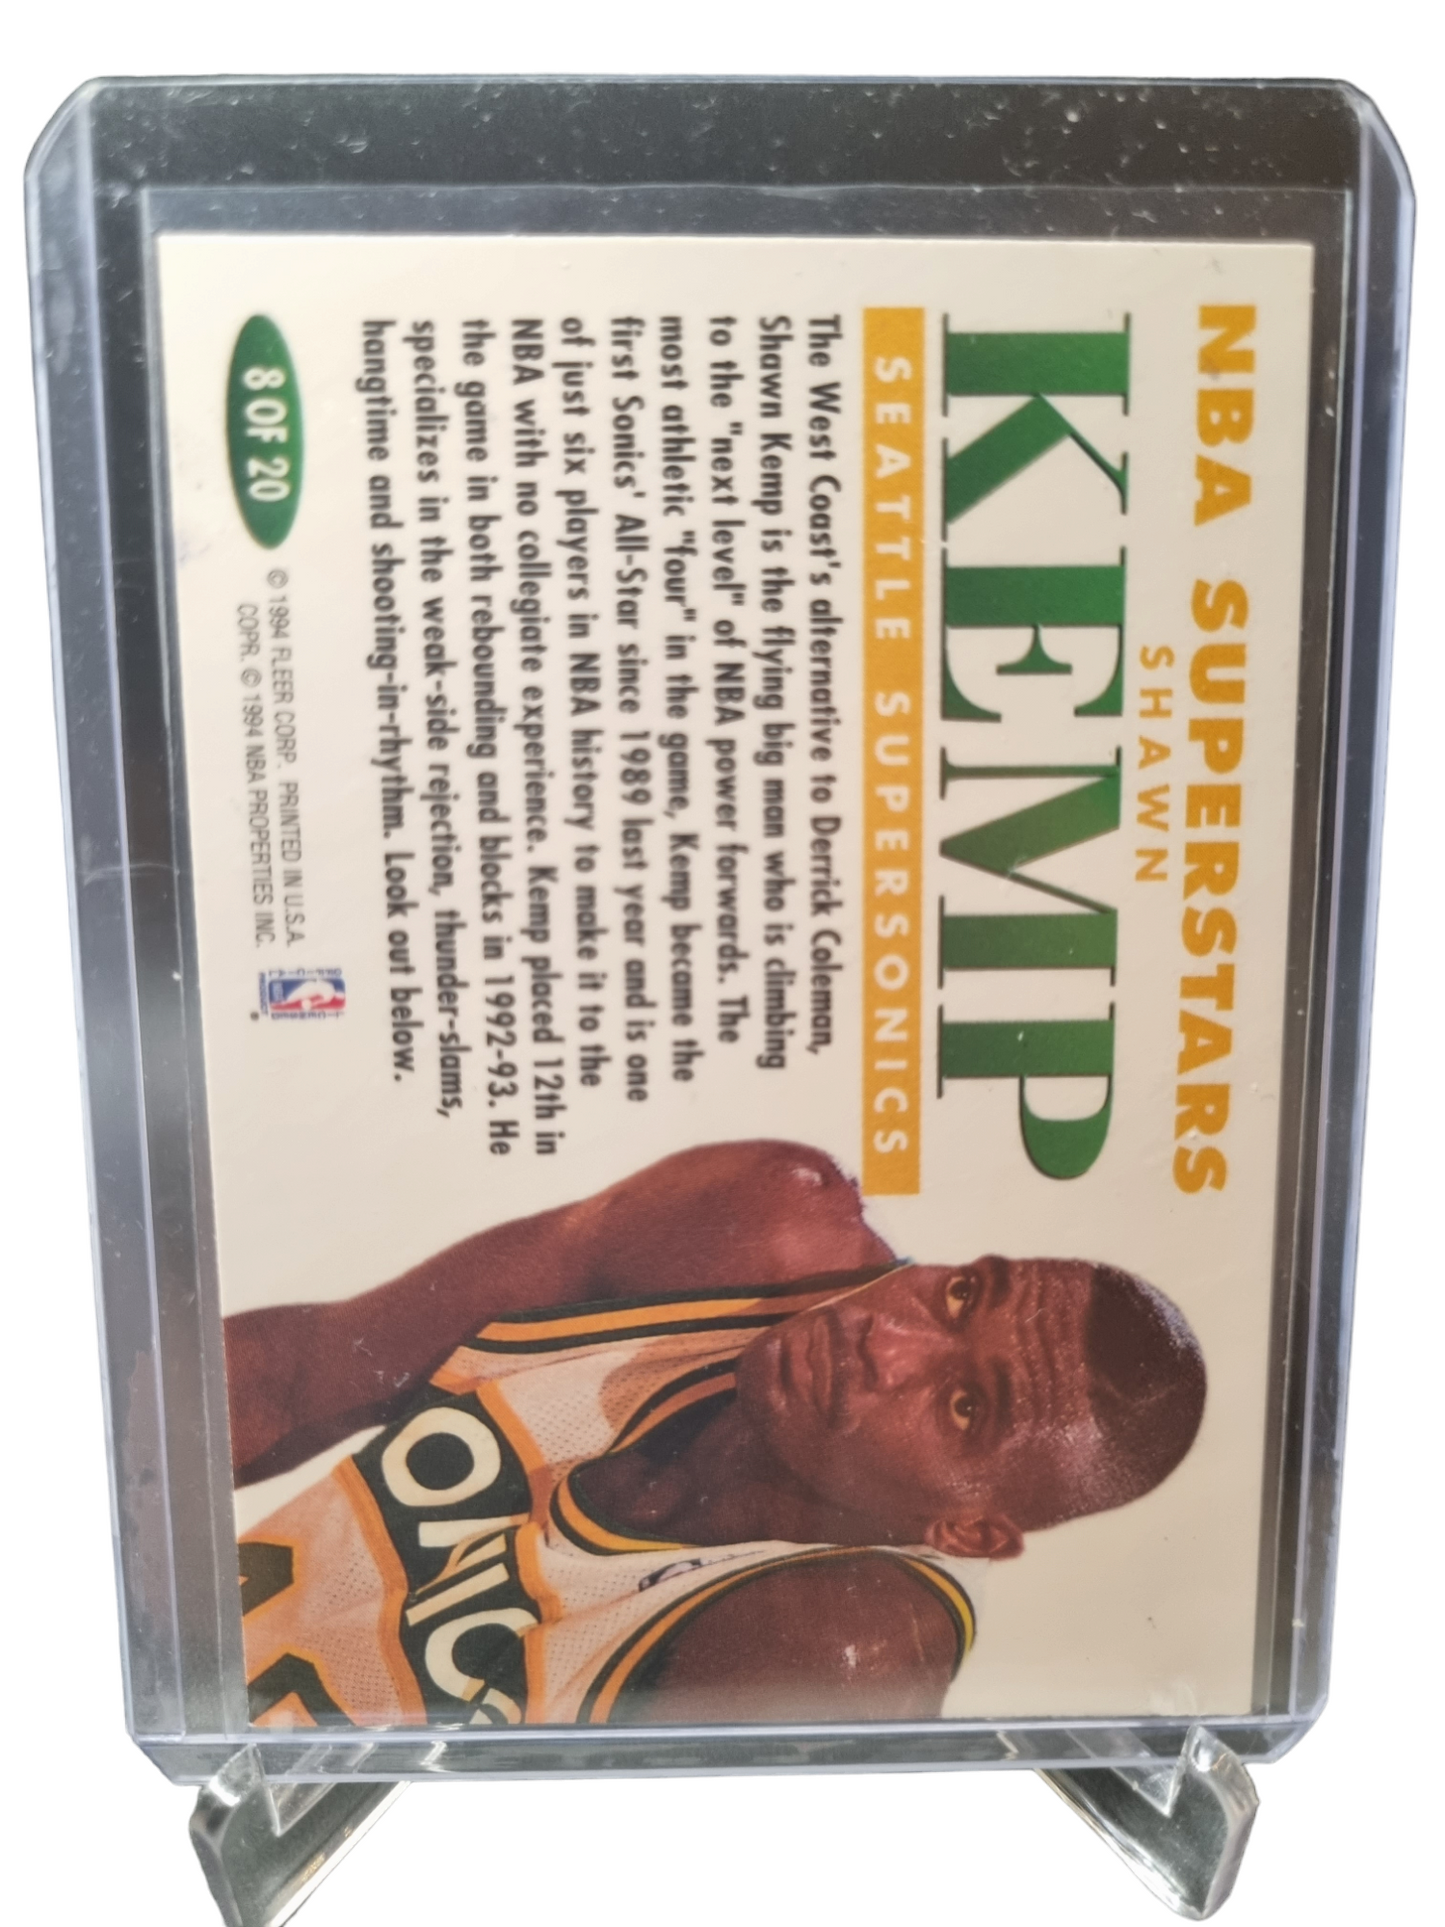 NBA SUPERSTARS
SHAWN
KEMP
SEATTLE SUPERSONICS
The West Coast's alternative to Derrick Coleman,
Shawn Kemp is the flying big man who is climbing
to the "next level" of NBA power forwards. The
most athletic "four" in the game, Kemp became the
first Sonics' All-Star since 1989 last year and is one
of just six players in NBA history to make it to the
NBA with no collegiate experience. Kemp placed 12th in
the game in both rebounding and blocks in 1992-93. He
specializes in the weak-side rejection, thunder-slams,
hangtime and shooting-in-rhythm. Look out below.
8 OF 20
© 1994 FLEER CORP. PRINTED IN U.S.A.
COPR. © 1994 NBA PROPERTIES INC.
ONICS